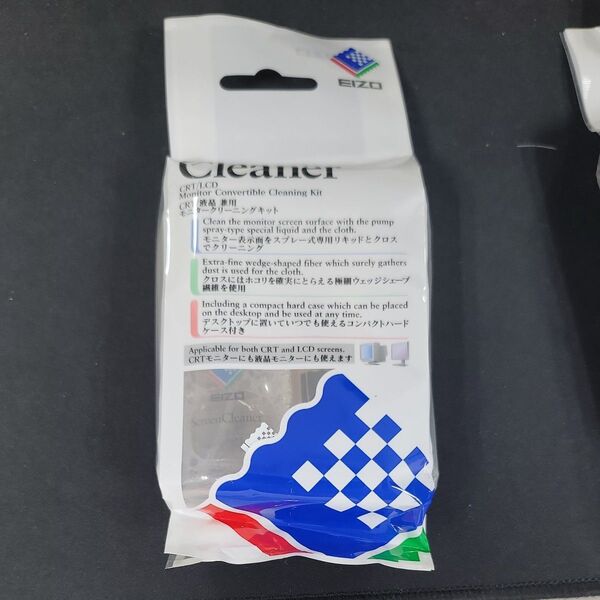 EIZO
Cleaner
CRT/LCD
Monitor Convertible Cleaning Kit
CRT/液晶 兼用
モニタークリーニングキット
Clean the monitor screen surface with the pump
spray-type special liquid and the cloth.
モニター表示面をスプレー式専用リキッドとクロス
でクリーニング
Extra-fine wedge-shaped fiber which surely gathers
dust is used for the cloth.
クロスにはホコリを確実にとらえる極細ウェッジシェープ
繊維を使用
Including a compact hard case which can be placed
on the desktop and be used at any time.
デスクトップに置いていつでも使えるコンパクトハード
ケース付き
Applicable for both CRT and LCD screens.
CRTモニターにも液晶モニターにも使えます
EIZO
ScreenCleaner